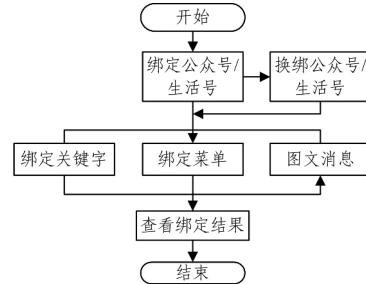 开始
绑定公众号/
生活号
换绑公众号/
生活号
绑定关键字
绑定菜单
图文消息
查看绑定结果
结束